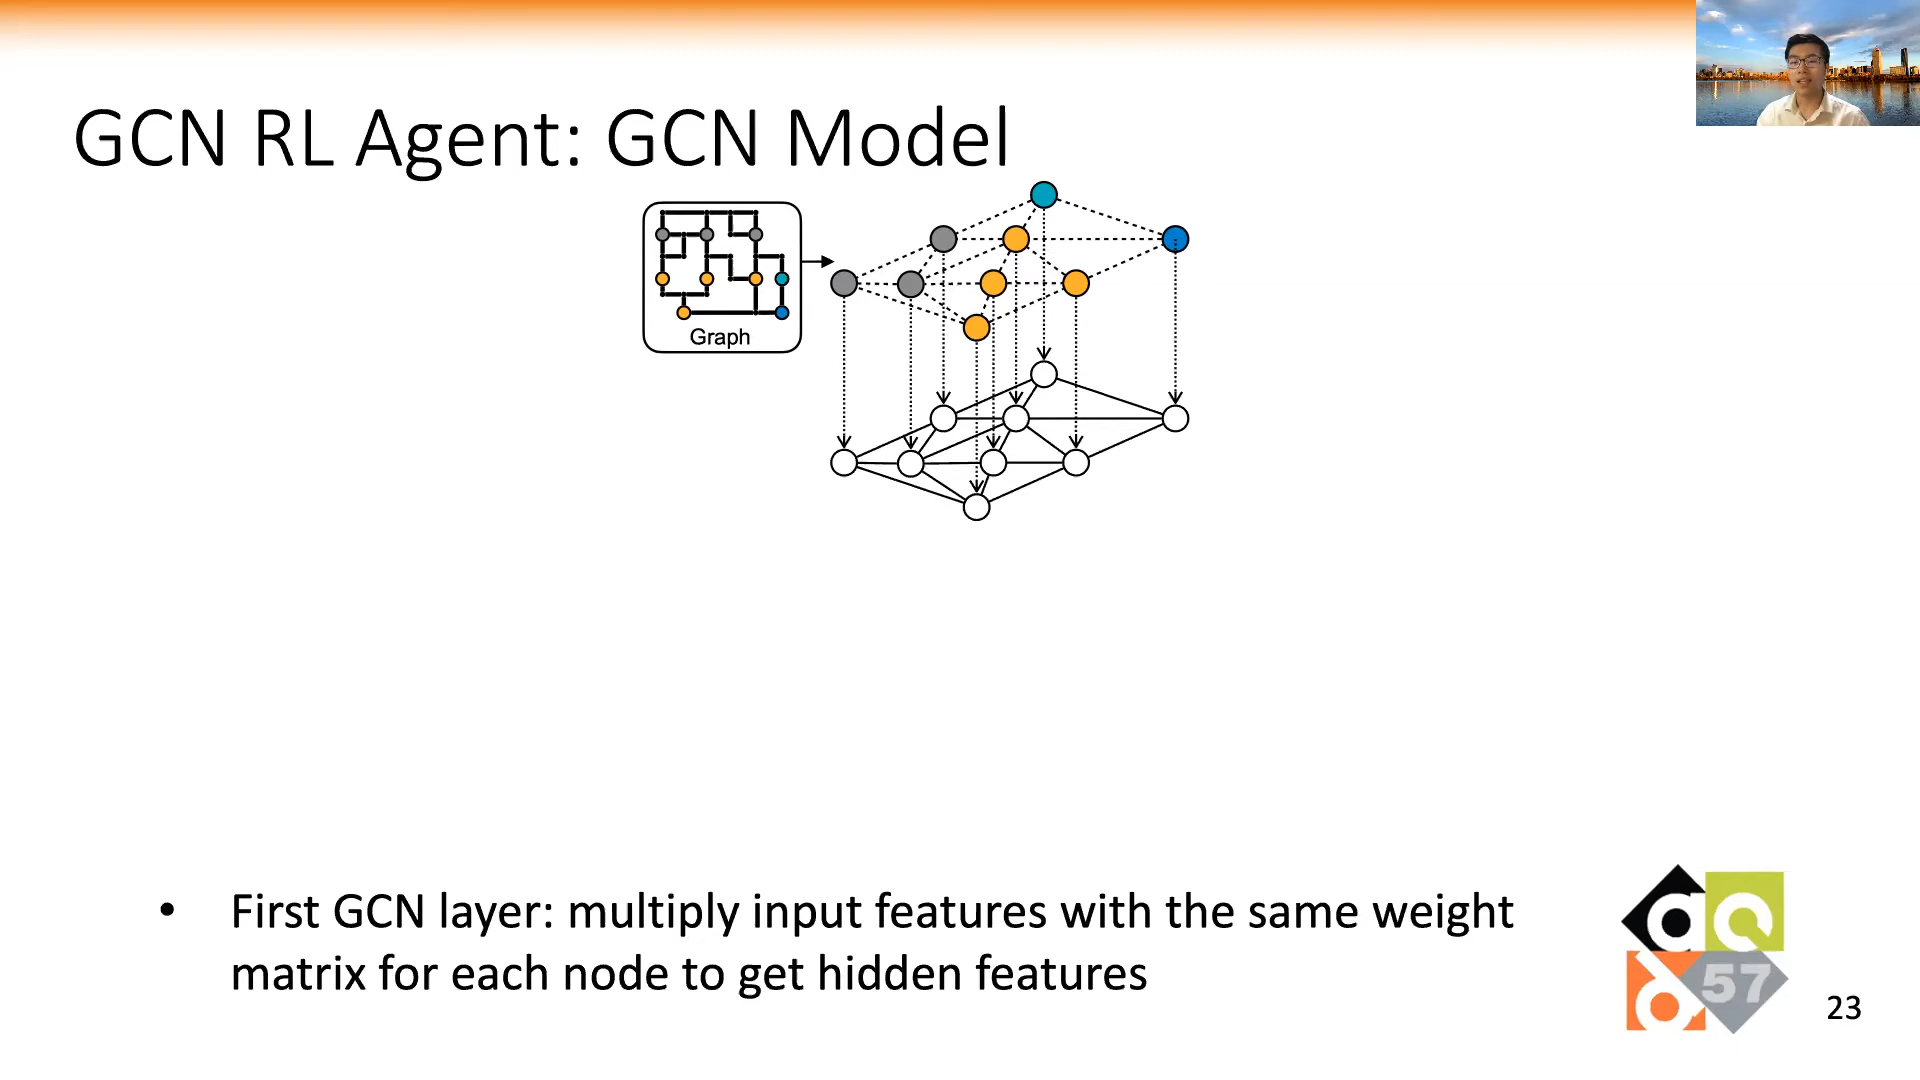 GCN RL Agent: GCN Model
Graph
• First GCN layer: multiply input features with the same weight
matrix for each node to get hidden features
57
23